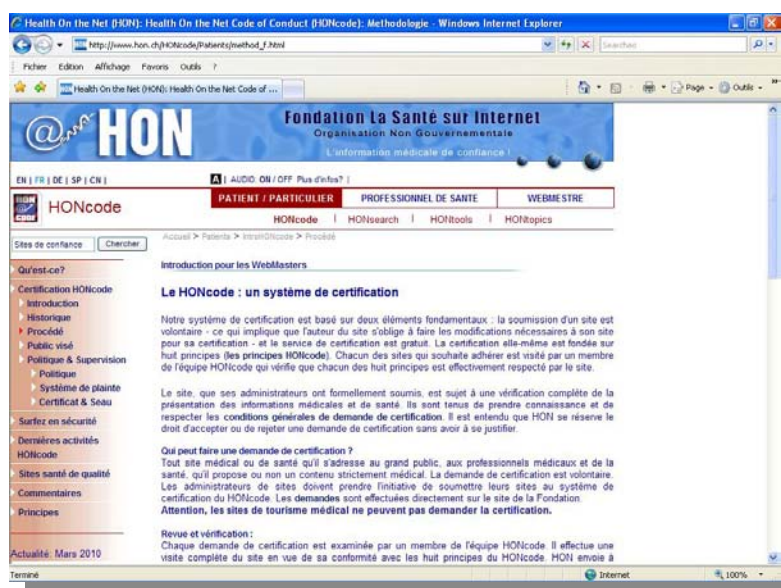 Health On the Net (HON): Health On the Net Code of Conduct (HONcode): Methodologie - Windows Internet Explorer
http://www.hon.ch/HONcode/Patients/method_f.html
Fichier Edition Affichage Favoris Outils ?
Health On the Net (HON): Health On the Net Code of ...
Page Outils
HON
Fondation La Santé sur Internet
Organisation Non Gouvernementale
L'information médicale de confiance !
EN | FR | DE | SP | CN |
A | AUDIO: ON / OFF Plus d'infos? |
HONcode
PATIENT / PARTICULIER PROFESSIONNEL DE SANTE WEBMESTRE
HONcode | HONsearch | HONtools | HONtopics
Sites de confiance Chercher
Accueil > Patients > IntroHONcode > Procédé
Qu'est-ce?
Certification HONcode
Introduction
Historique
Procédé
Public visé
Politique & Supervision
Politique
Système de plainte
Certificat & Seau
Surfez en sécurité
Dernières activités
HONcode
Sites santé de qualité
Commentaires
Principes
Actualité: Mars 2010
Introduction pour les WebMasters
Le HONcode : un système de certification
Notre système de certification est basé sur deux éléments fondamentaux : la soumission d'un site est
volontaire - ce qui implique que l'auteur du site s'oblige à faire les modifications nécessaires à son site
pour sa certification - et le service de certification est gratuit. La certification elle-même est fondée sur
huit principes (les principes HONcode). Chacun des sites qui souhaite adhérer est visité par un membre
de l'équipe HONcode qui vérifie que chacun des huit principes est effectivement respecté par le site.
Le site, que ses administrateurs ont formellement soumis, est sujet à une vérification complète de la
présentation des informations médicales et de santé. Ils sont tenus de prendre connaissance et de
respecter les conditions générales de demande de certification. Il est entendu que HON se réserve le
droit d'accepter ou de rejeter une demande de certification sans avoir à se justifier.
Qui peut faire une demande de certification ?
Tout site médical ou de santé qu'il s'adresse au grand public, aux professionnels médicaux et de la
santé, qu'il propose ou non un contenu strictement médical. La demande de certification est volontaire.
Les administrateurs de sites doivent prendre l'initiative de soumettre leurs sites au système de
certification du HONcode. Les demandes sont effectuées directement sur le site de la Fondation.
Attention, les sites de tourisme médical ne peuvent pas demander la certification.
Revue et vérification :
Chaque demande de certification est examinée par un membre de l'équipe HONcode. Il effectue une
visite complète du site en vue de sa conformité avec les huit principes du HONcode. HON envoie à
Terminé
Internet
100%